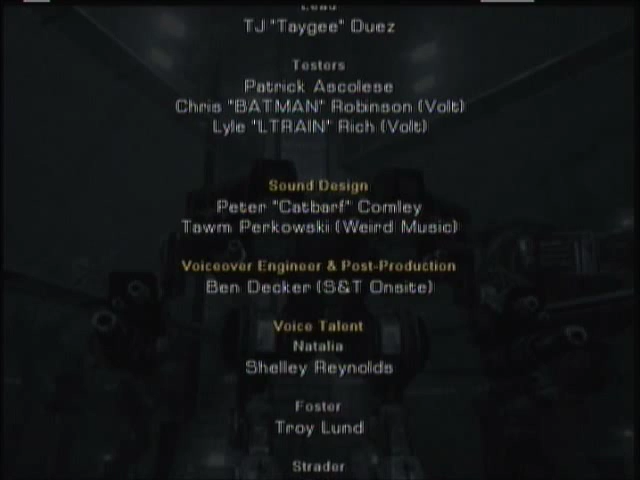 Lead
TJ "Taygee" Duez
Testers
Patrick Ascolese
Chris "BATMAN" Robinson (Volt)
Lyle "LTRAIN" Rich (Volt)
Sound Design
Peter "Catbarf" Comley
Tawm Perkowski (Weird Music)
Voiceover Engineer & Post-Production
Ben Decker (S&T Onsite)
Voice Talent
Natalia
Shelley Reynolds
Foster
Troy Lund
Strader